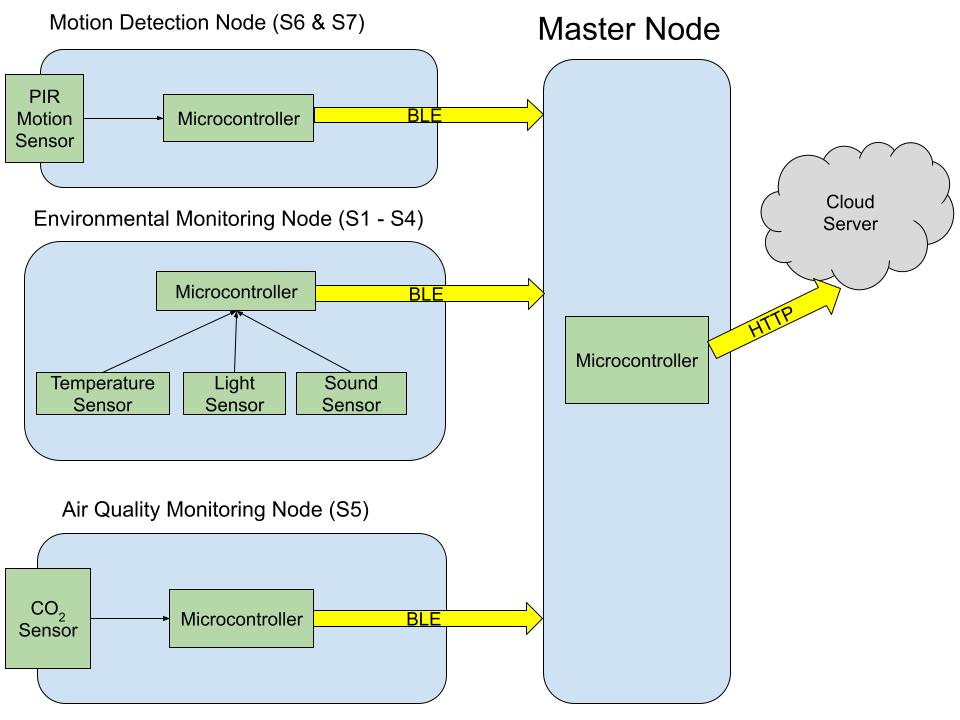 Motion Detection Node (S6 & S7)
PIR
Motion
Sensor
Microcontroller
BLE
Environmental Monitoring Node (S1 - S4)
Microcontroller
BLE
Temperature
Sensor
Light
Sensor
Sound
Sensor
Air Quality Monitoring Node (S5)
CO₂
Sensor
Microcontroller
BLE
Master Node
Microcontroller
HTTP
Cloud
Server